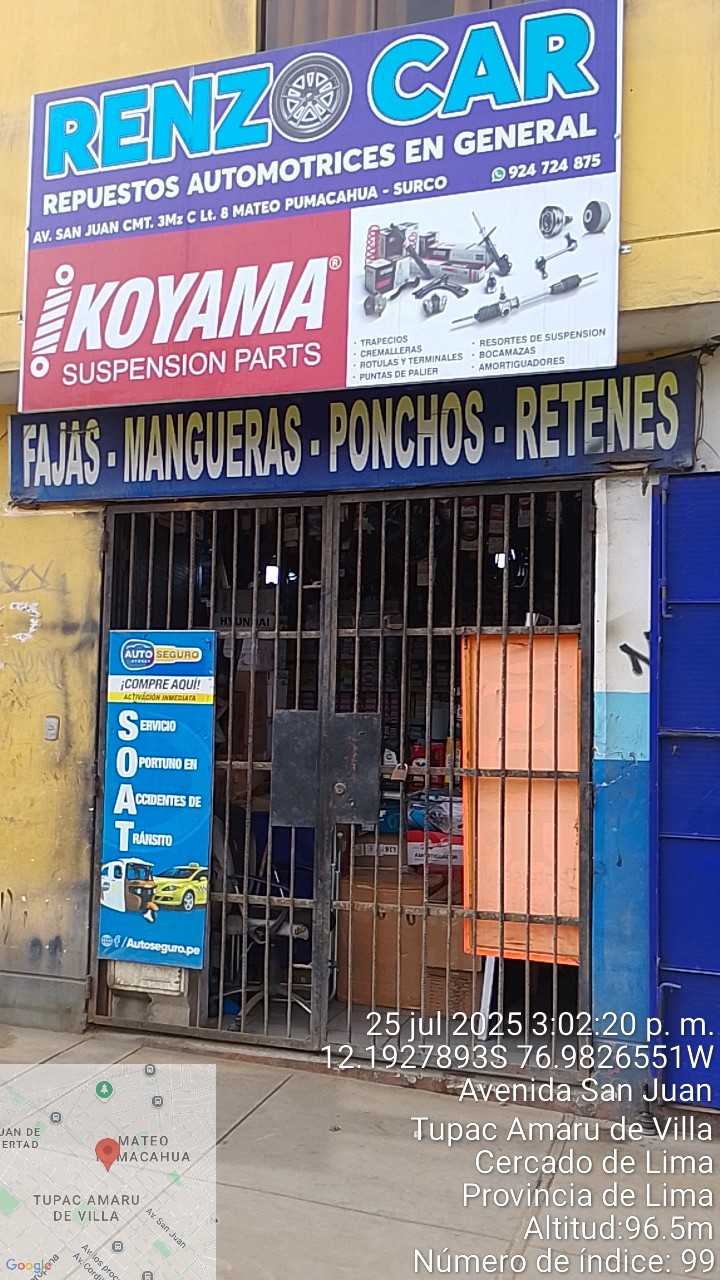 RENZO CAR
REPUESTOS AUTOMOTRICES EN GENERAL
924 724 875
AV. SAN JUAN CMT. 3Mz C Lt. 8 MATEO PUMACAHUA - SURCO
KOYAMA®
SUSPENSION PARTS
· TRAPECIOS
· CREMALLERAS
· ROTULAS Y TERMINALES
· PUNTAS DE PALIER
· RESORTES DE SUSPENSION
· BOCAMAZAS
· AMORTIGUADORES
FAJAS - MANGUERAS - PONCHOS - RETENES
HYUNDAI
AUTO SEGURO
¡COMPRE AQUÍ!
ACTIVACIÓN INMEDIATA
SERVICIO
OPORTUNO EN
ACCIDENTES DE
TRÁNSITO
/Autoseguro.pe
25 jul 2025 3:02:20 p. m.
12.1927893S 76.9826551W
Avenida San Juan
Tupac Amaru de Villa
Cercado de Lima
Provincia de Lima
Altitud:96.5m
Número de índice: 99
MATEO
TUPAC AMARU
DE VILLA
Av. San Juan
Google